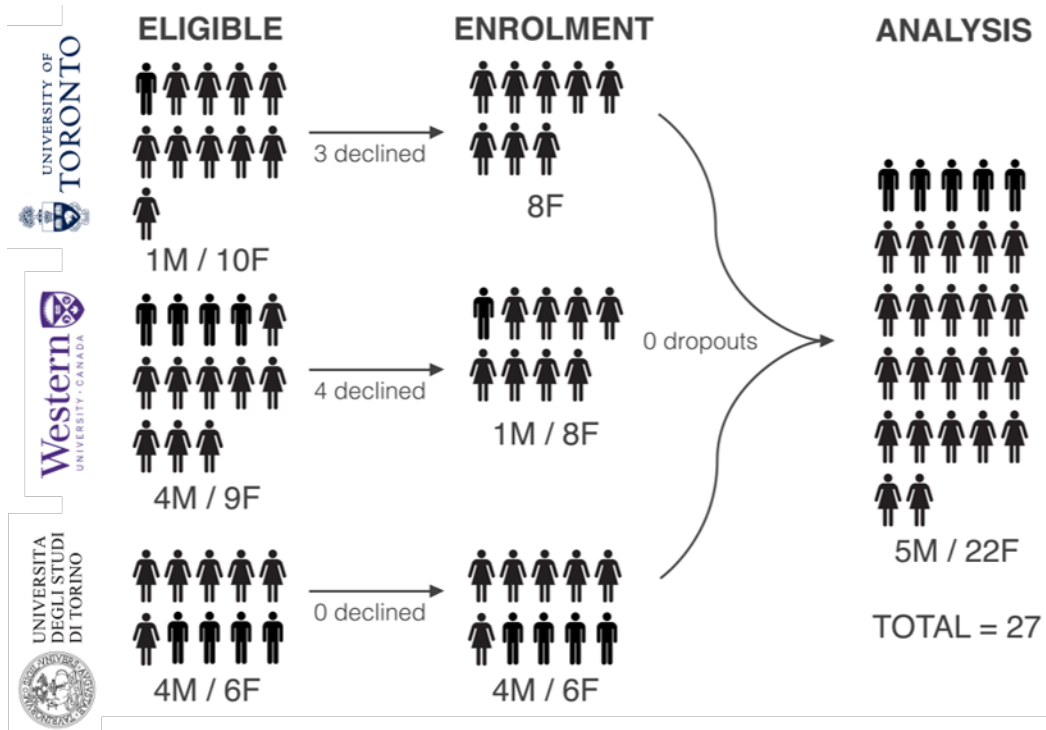 ELIGIBLE
ENROLMENT
ANALYSIS
UNIVERSITY OF
TORONTO
3 declined
8F
1M / 10F
Western
UNIVERSITY · CANADA
4 declined
0 dropouts
1M / 8F
4M / 9F
5M / 22F
UNIVERSITA
DEGLI STUDI
DI TORINO
0 declined
TOTAL = 27
4M / 6F
4M / 6F